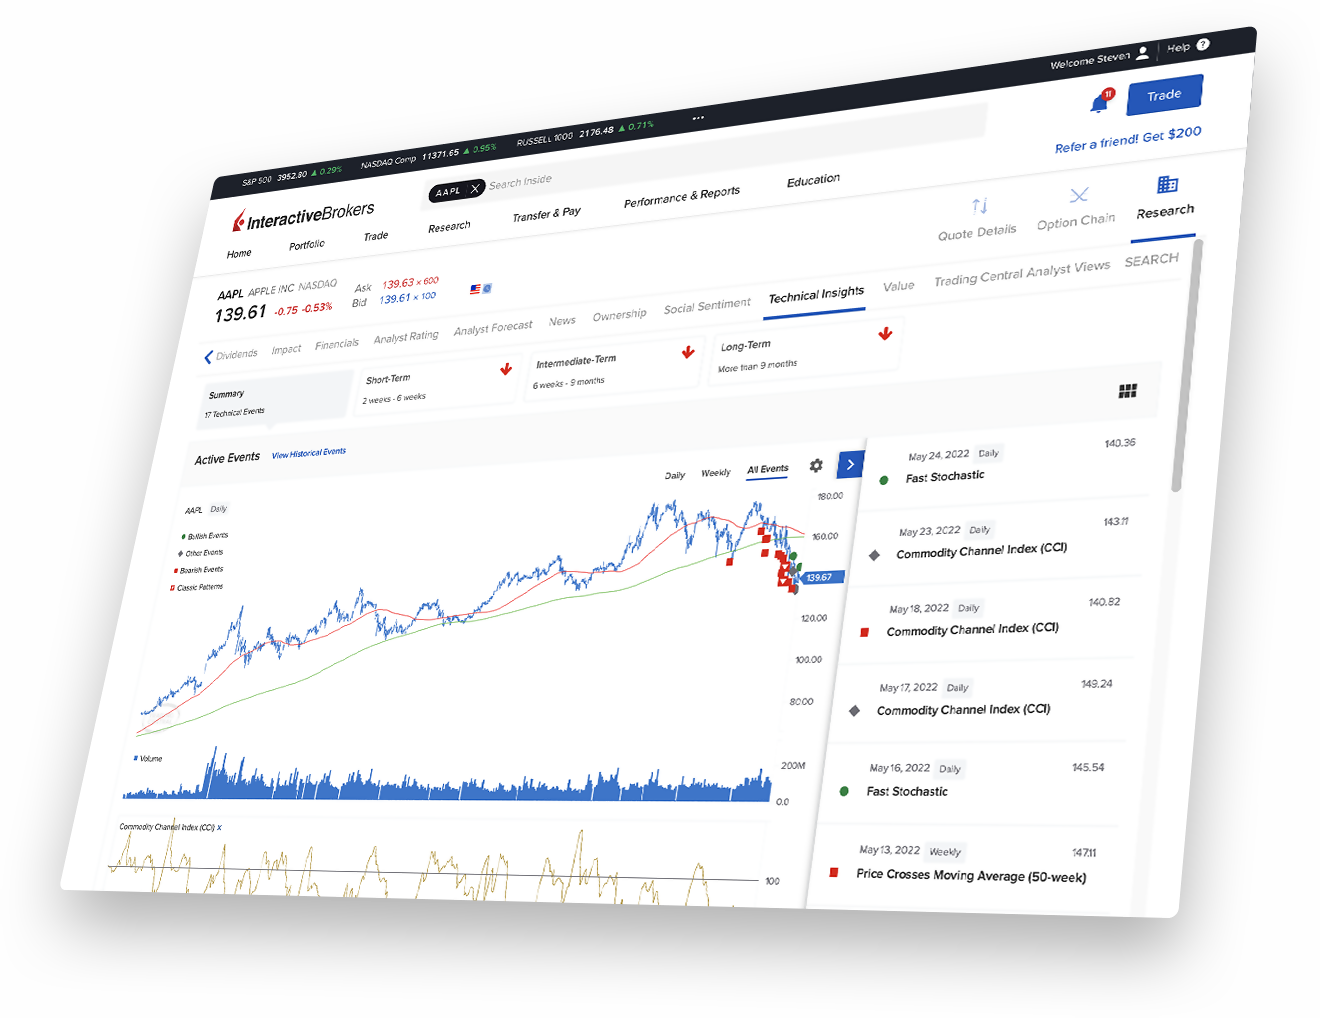 Welcome Steven | Help ?
S&P 500 3952.80 ▲ 0.29% NASDAQ Comp 11371.65 ▲ 0.95% RUSSELL 1000 2176.48 ▲ 0.71% ...
11 Trade
Refer a friend! Get $200
AAPL X Search Inside
InteractiveBrokers
Home Portfolio Trade Research Transfer & Pay Performance & Reports Education
Quote Details Option Chain Research
AAPL APPLE INC NASDAQ
139.61 -0.75 -0.53%
Ask 139.63 × 600
Bid 139.61 × 100
Dividends Impact Financials Analyst Rating Analyst Forecast News Ownership Social Sentiment Technical Insights Value Trading Central Analyst Views SEARCH
Summary
17 Technical Events
Short-Term
2 weeks - 6 weeks
Intermediate-Term
6 weeks - 9 months
Long-Term
More than 9 months
Active Events View Historical Events
Daily Weekly All Events
AAPL Daily
Bullish Events
Other Events
Bearish Events
Classic Patterns
180.00
160.00
139.67
120.00
100.00
80.00
Volume
200M
0.0
Commodity Channel Index (CCI) x
100
May 24, 2022 Daily 140.36
Fast Stochastic
May 23, 2022 Daily 143.11
Commodity Channel Index (CCI)
May 18, 2022 Daily 140.82
Commodity Channel Index (CCI)
May 17, 2022 Daily 149.24
Commodity Channel Index (CCI)
May 16, 2022 Daily 145.54
Fast Stochastic
May 13, 2022 Weekly 147.11
Price Crosses Moving Average (50-week)